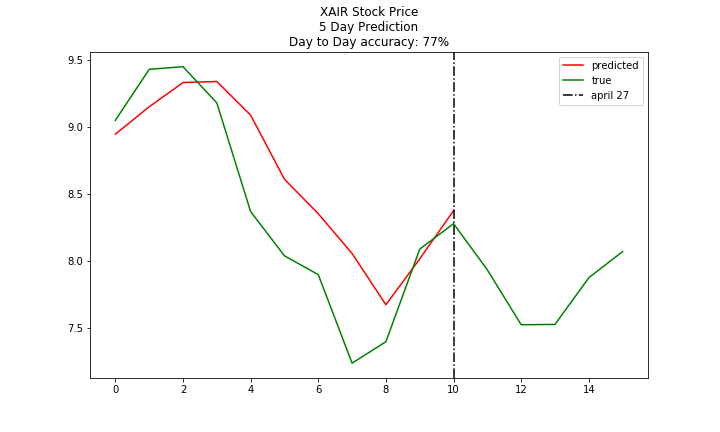 XAIR Stock Price
5 Day Prediction
Day to Day accuracy: 77%
predicted
true
april 27
9.5
9.0
8.5
8.0
7.5
0 2 4 6 8 10 12 14